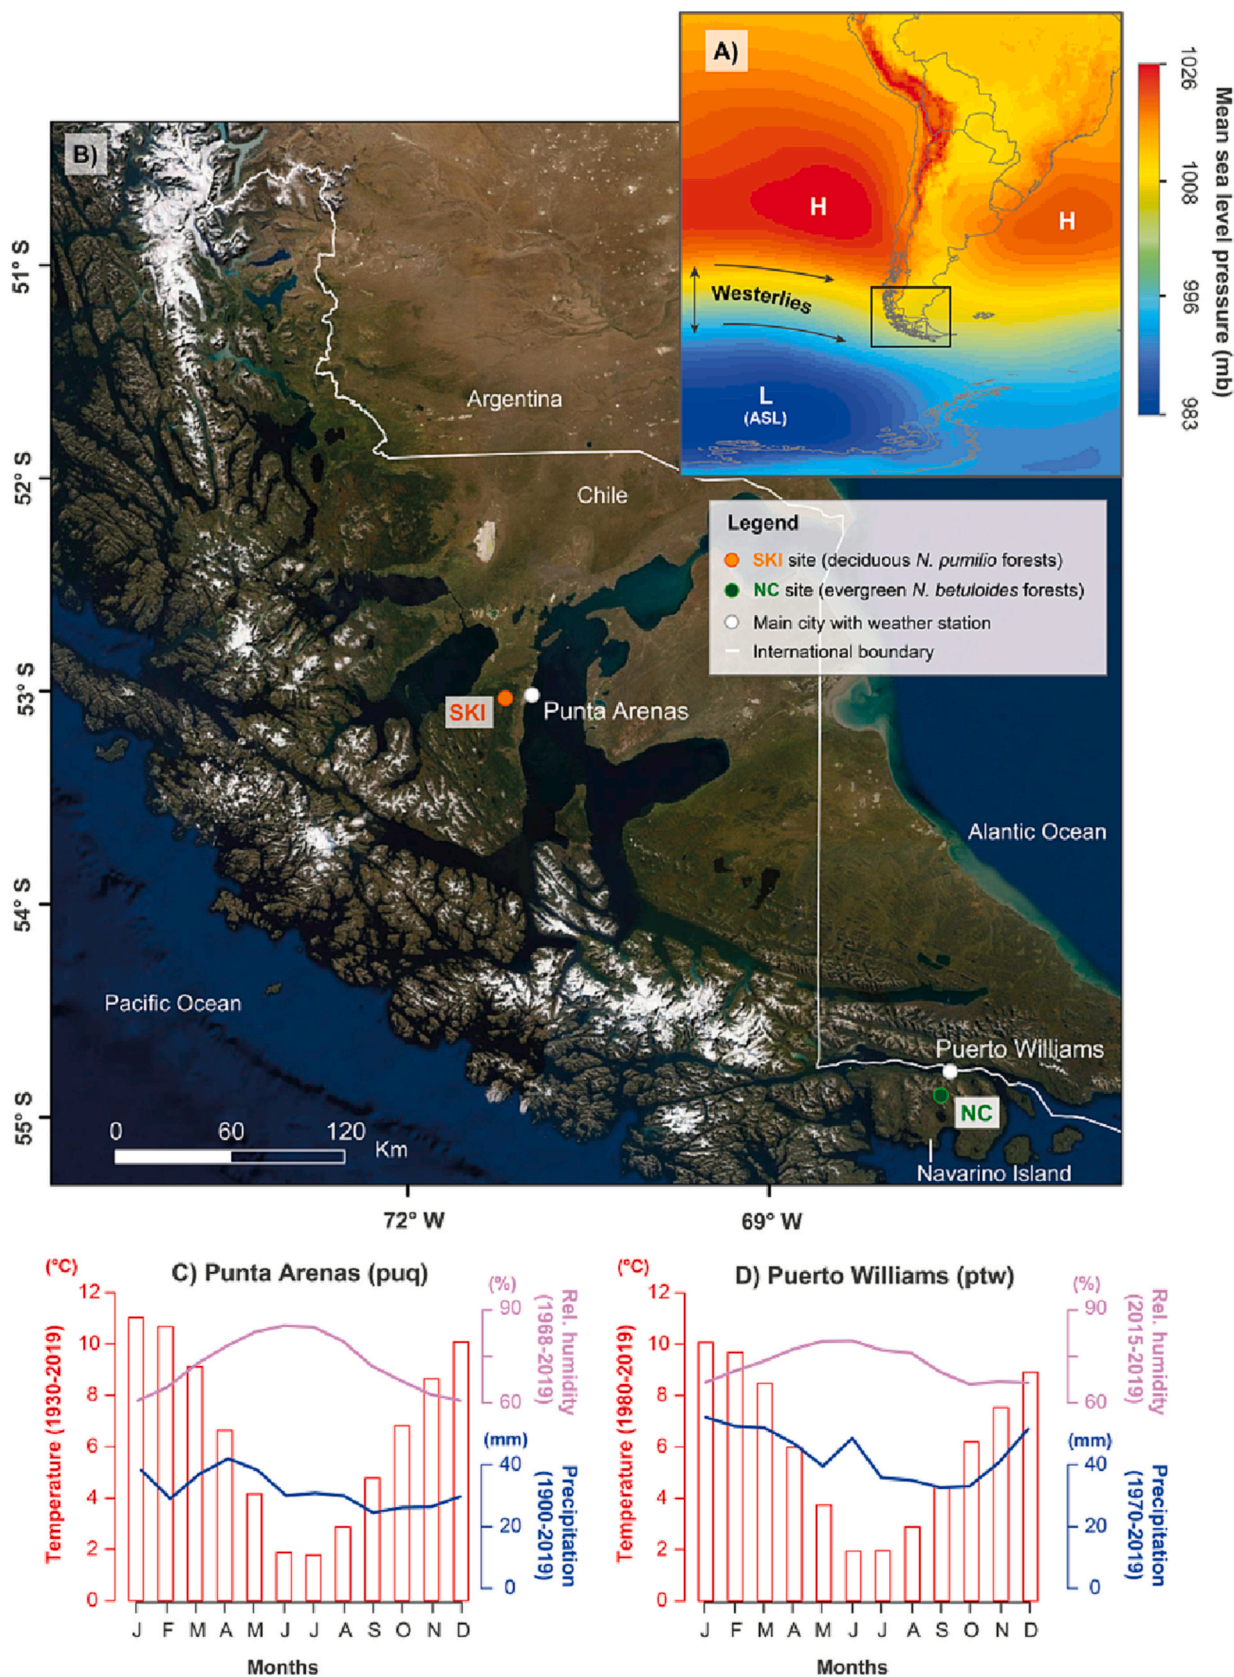 A)
H
H
Westerlies
L
(ASL)
1026
1008
996
983
Mean sea level pressure (mb)
B)
51° S
52° S
53° S
54° S
55° S
Argentina
Chile
Legend
SKI site (deciduous N. pumilio forests)
NC site (evergreen N. betuloides forests)
Main city with weather station
International boundary
SKI
Punta Arenas
Alantic Ocean
Pacific Ocean
Puerto Williams
NC
Navarino Island
0 60 120 Km
72° W
69° W
C) Punta Arenas (puq)
(°C)
12
10
8
6
4
2
0
Temperature (1930-2019)
(%)
90
60
Rel. humidity
(1968-2019)
(mm)
40
20
0
Precipitation
(1900-2019)
J F M A M J J A S O N D
Months
D) Puerto Williams (ptw)
(°C)
12
10
8
6
4
2
0
Temperature (1980-2019)
(%)
90
60
Rel. humidity
(2015-2019)
(mm)
40
20
0
Precipitation
(1970-2019)
J F M A M J J A S O N D
Months